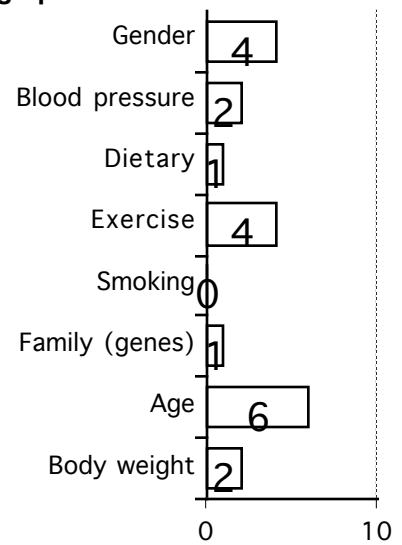 Gender 4
Blood pressure 2
Dietary 1
Exercise 4
Smoking 0
Family (genes) 1
Age 6
Body weight 2
0 10